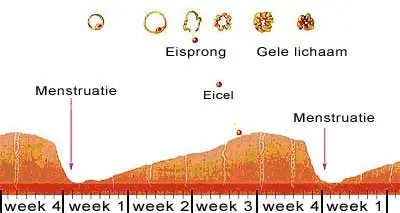 Eisprong
Gele lichaam
Menstruatie
Eicel
Menstruatie
week 4
week 1
week 2
week 3
week 4
week 1